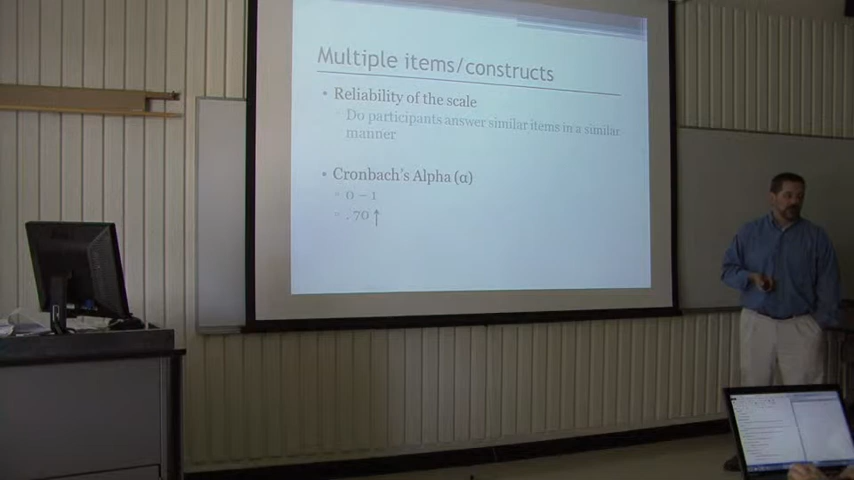 Multiple items/constructs
• Reliability of the scale
▫ Do participants answer similar items in a similar
manner
• Cronbach's Alpha (α)
▫ 0 – 1
▫ .70 ↑